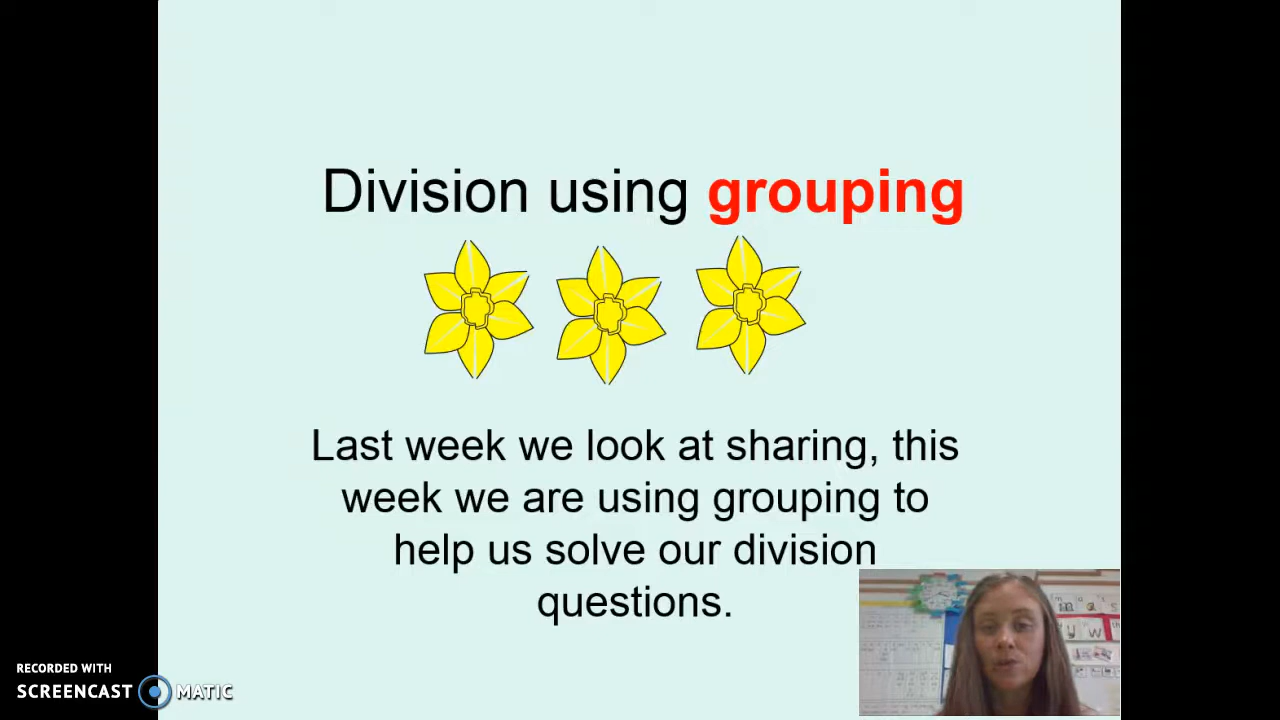 Division using grouping
Last week we look at sharing, this
week we are using grouping to
help us solve our division
questions.
RECORDED WITH
SCREENCAST MATIC